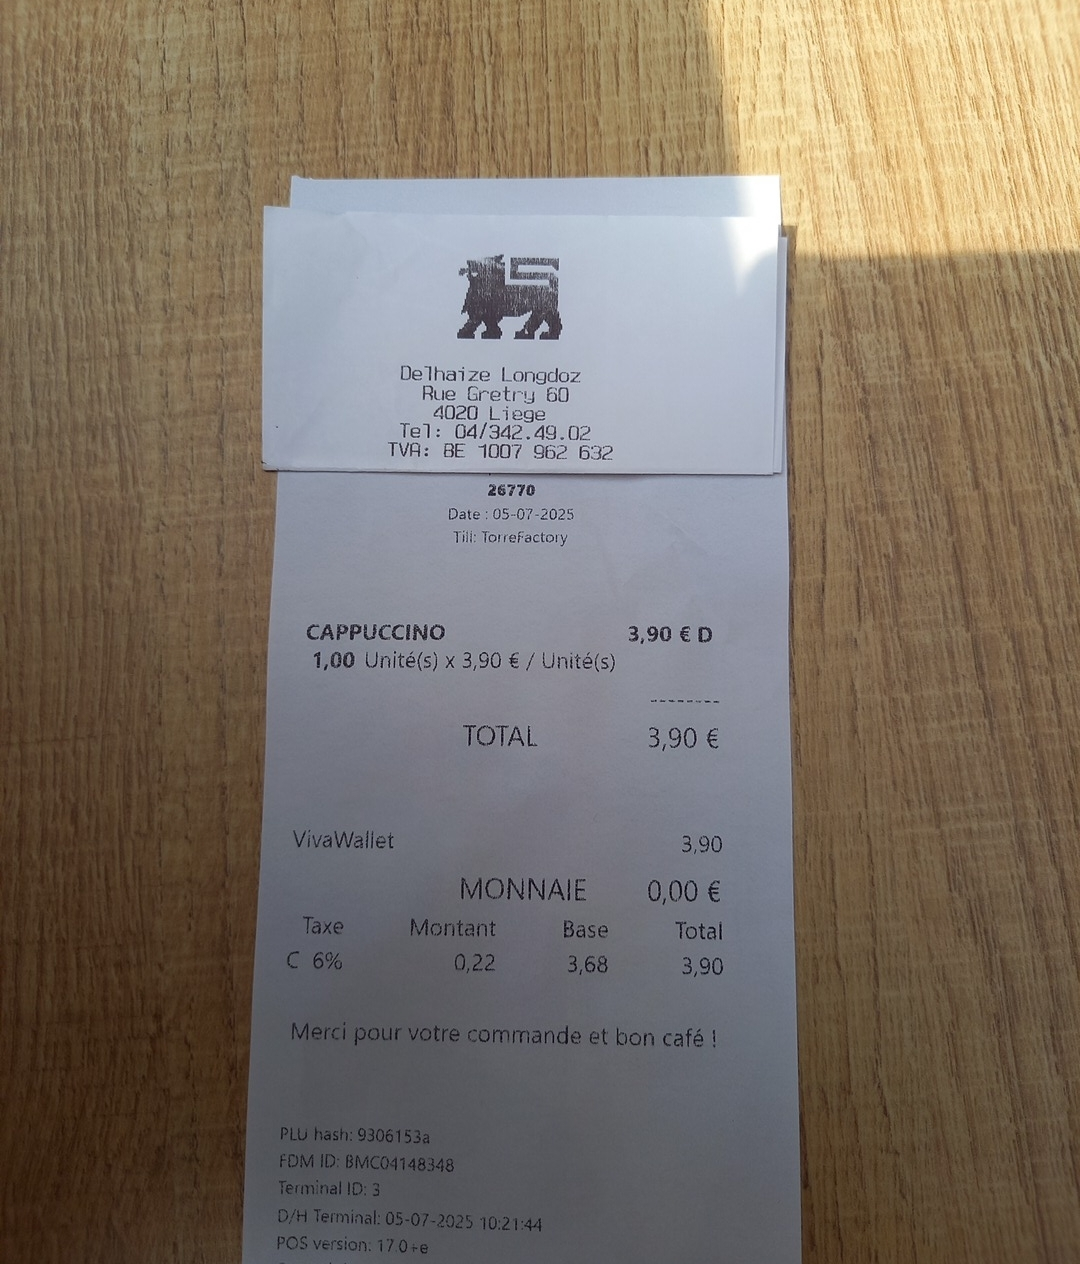 Delhaize Longdoz
Rue Gretry 60
4020 Liege
Tel: 04/342.49.02
TVA: BE 1007 962 632
26770
Date : 05-07-2025
Till: TorreFactory
CAPPUCCINO 3,90 € D
1,00 Unité(s) x 3,90 € / Unité(s)
--------
TOTAL 3,90 €
VivaWallet 3,90
MONNAIE 0,00 €
Taxe Montant Base Total
C 6% 0,22 3,68 3,90
Merci pour votre commande et bon café !
PLU hash: 9306153a
FDM ID: BMC04148348
Terminal ID: 3
D/H Terminal: 05-07-2025 10:21:44
POS version: 17.0+e